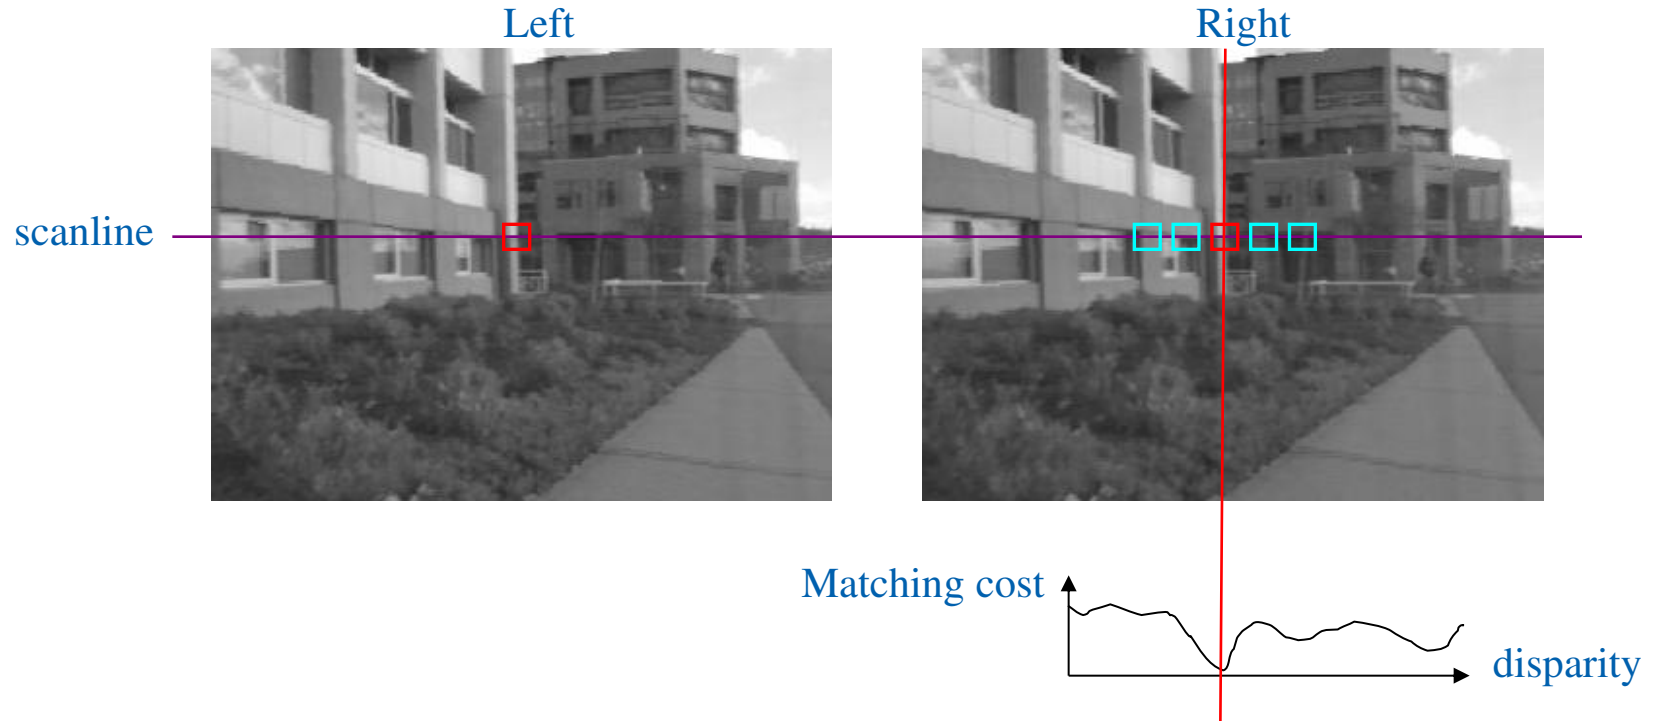 Left
Right
scanline
Matching cost
disparity